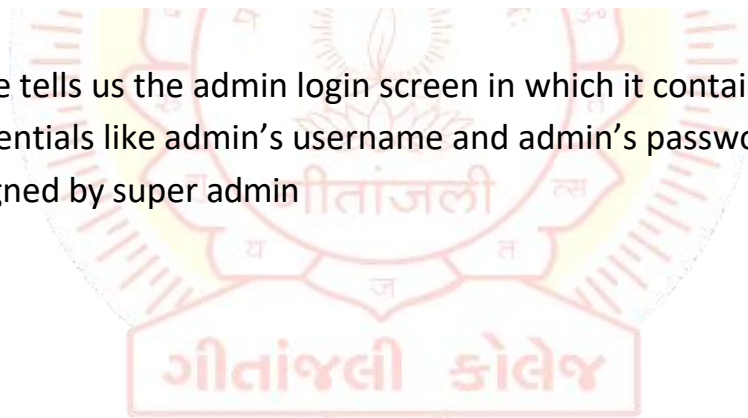 ॐ
e tells us the admin login screen in which it contai
entials like admin’s username and admin’s passwo
gned by super admin
ગીતાંજલી
त्स
य
त
ज
ગીતાંજલી કોલેજ